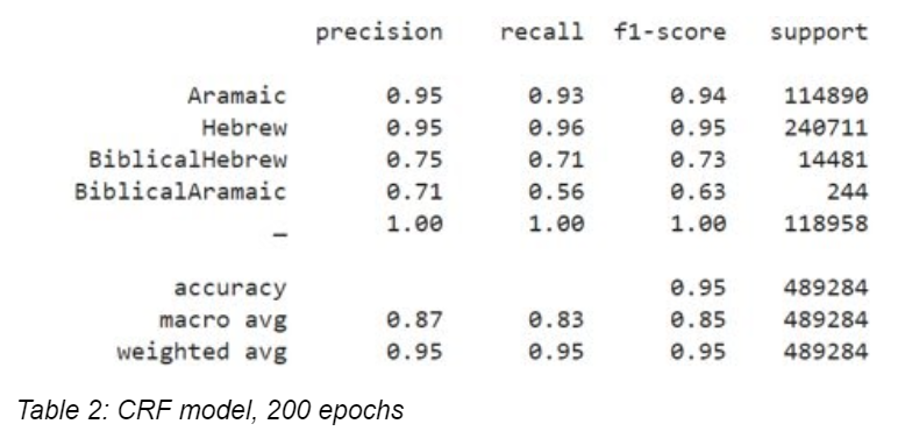 precision recall f1-score support
Aramaic 0.95 0.93 0.94 114890
Hebrew 0.95 0.96 0.95 240711
BiblicalHebrew 0.75 0.71 0.73 14481
BiblicalAramaic 0.71 0.56 0.63 244
_ 1.00 1.00 1.00 118958
accuracy 0.95 489284
macro avg 0.87 0.83 0.85 489284
weighted avg 0.95 0.95 0.95 489284
Table 2: CRF model, 200 epochs